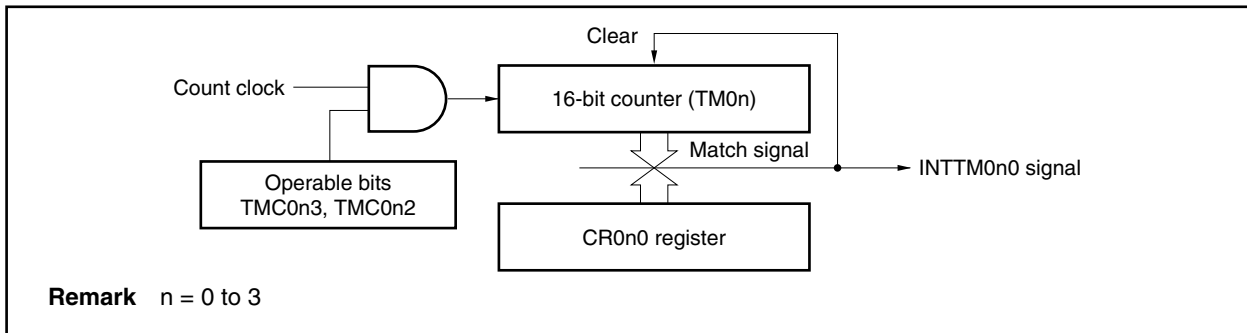 Clear
Count clock
16-bit counter (TM0n)
Match signal
INTTM0n0 signal
Operable bits
TMC0n3, TMC0n2
CR0n0 register
Remark n = 0 to 3